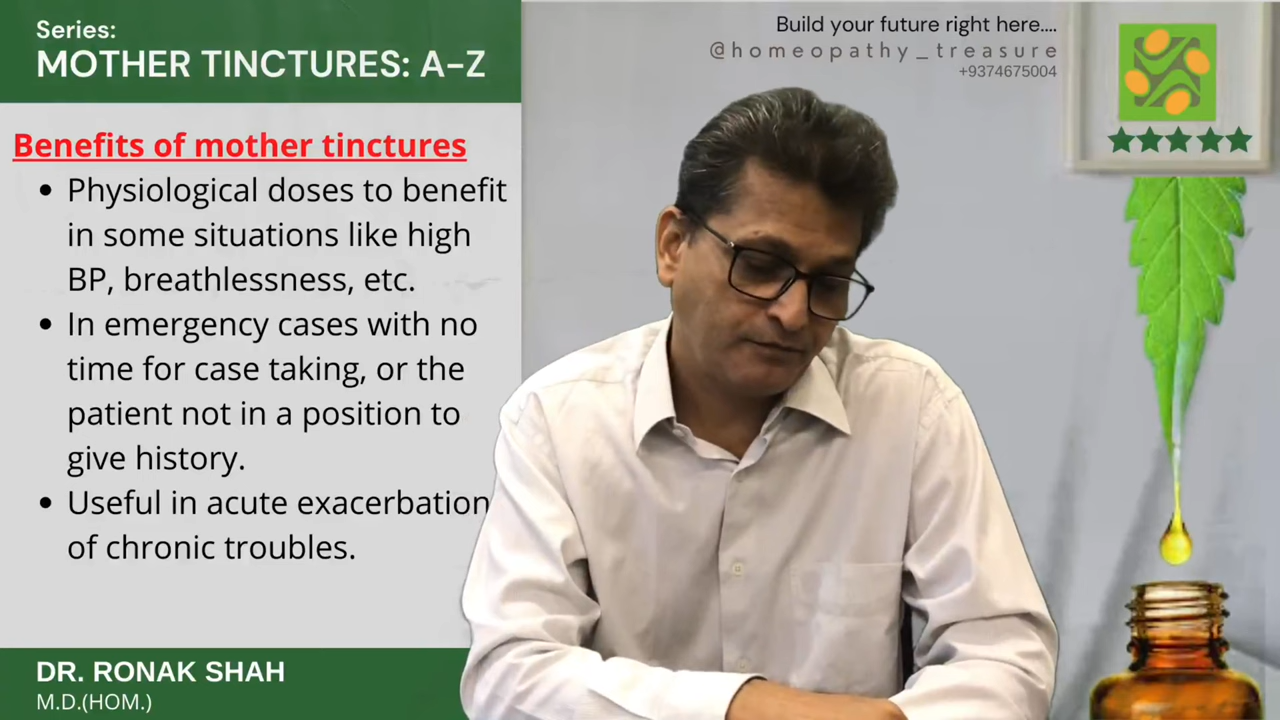 Series:
MOTHER TINCTURES: A-Z
Build your future right here....
@homeopathy_treasure
+9374675004
Benefits of mother tinctures
• Physiological doses to benefit
in some situations like high
BP, breathlessness, etc.
• In emergency cases with no
time for case taking, or the
patient not in a position to
give history.
• Useful in acute exacerbation
of chronic troubles.
DR. RONAK SHAH
M.D.(HOM.)